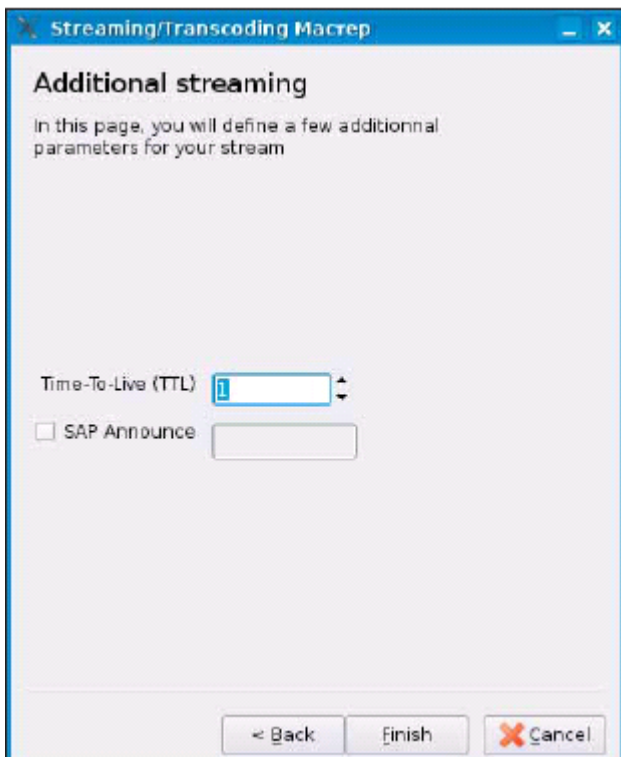 Streaming/Transcoding Мастер
Additional streaming
In this page, you will define a few additionnal
parameters for your stream
Time-To-Live (TTL) 1
SAP Announce
< Back Finish Cancel